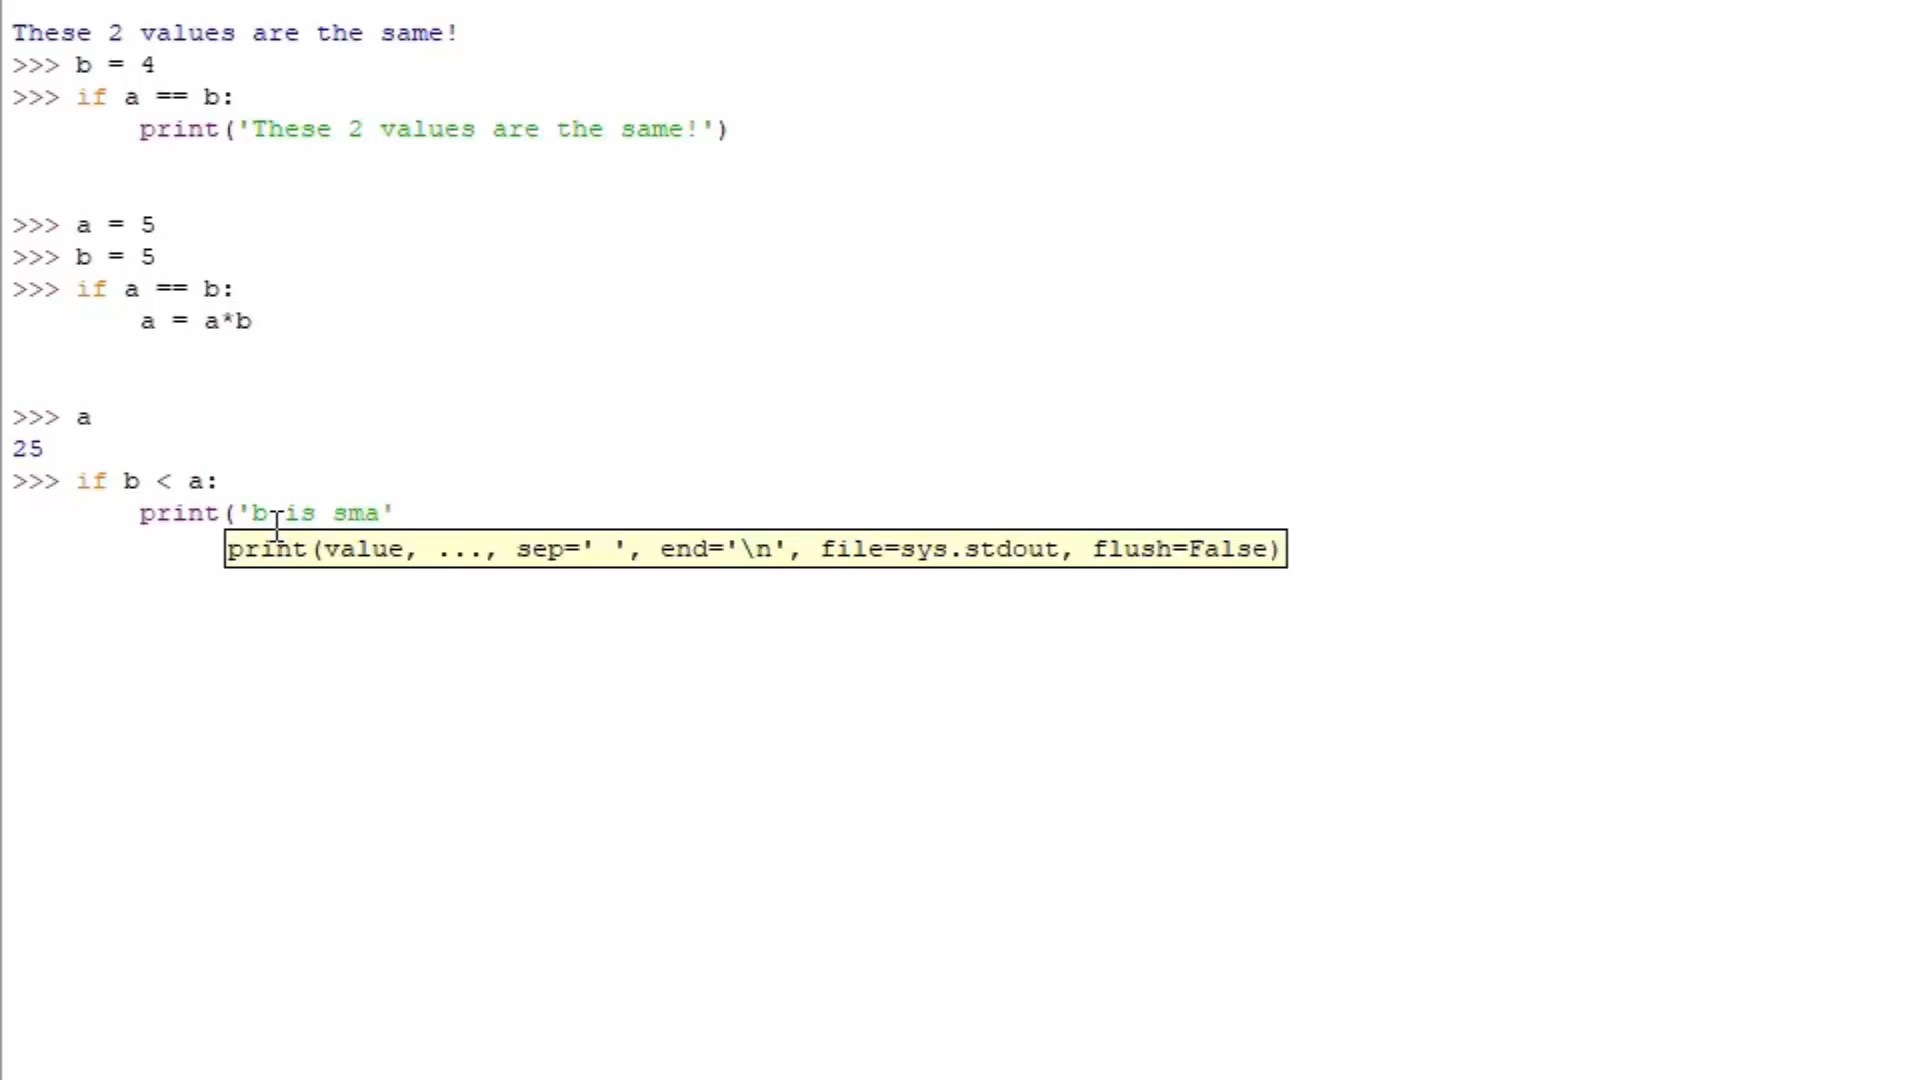 These 2 values are the same!
>>> b = 4
>>> if a == b:
        print('These 2 values are the same!')
>>> a = 5
>>> b = 5
>>> if a == b:
        a = a*b
>>> a
25
>>> if b < a:
        print('b is sma'
print(value, ..., sep=' ', end='\n', file=sys.stdout, flush=False)